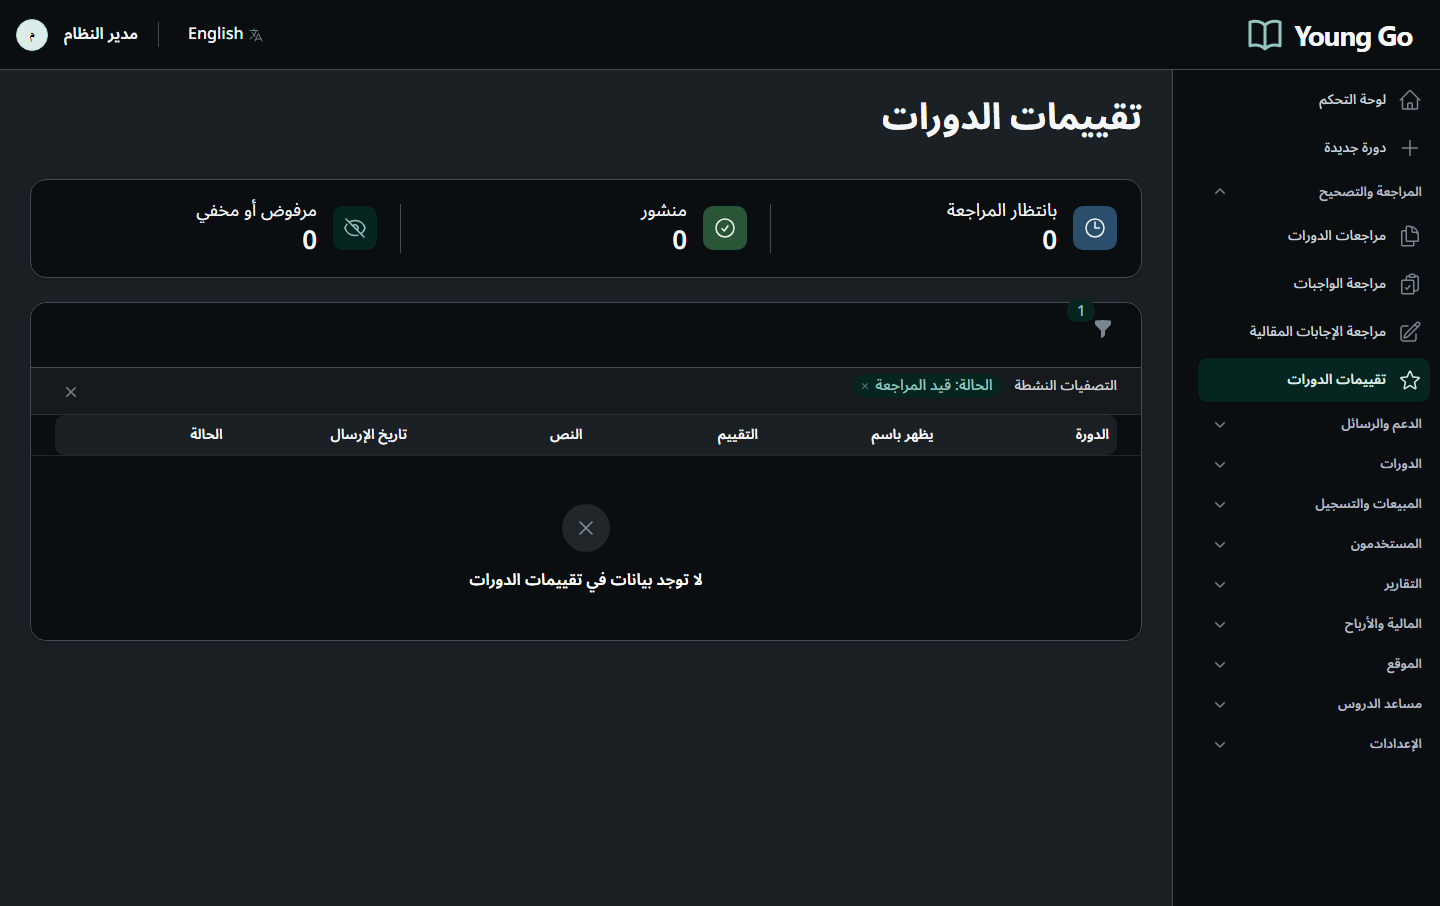 Young Go
English
مدير النظام
م
لوحة التحكم
دورة جديدة
المراجعة والتصحيح
مراجعات الدورات
مراجعة الواجبات
مراجعة الإجابات المقالية
تقييمات الدورات
الدعم والرسائل
الدورات
المبيعات والتسجيل
المستخدمون
التقارير
المالية والأرباح
الموقع
مساعد الدروس
الإعدادات
تقييمات الدورات
بانتظار المراجعة
0
منشور
0
مرفوض أو مخفي
0
1
التصفيات النشطة الحالة: قيد المراجعة
الدورة يظهر باسم التقييم النص تاريخ الإرسال الحالة
لا توجد بيانات في تقييمات الدورات